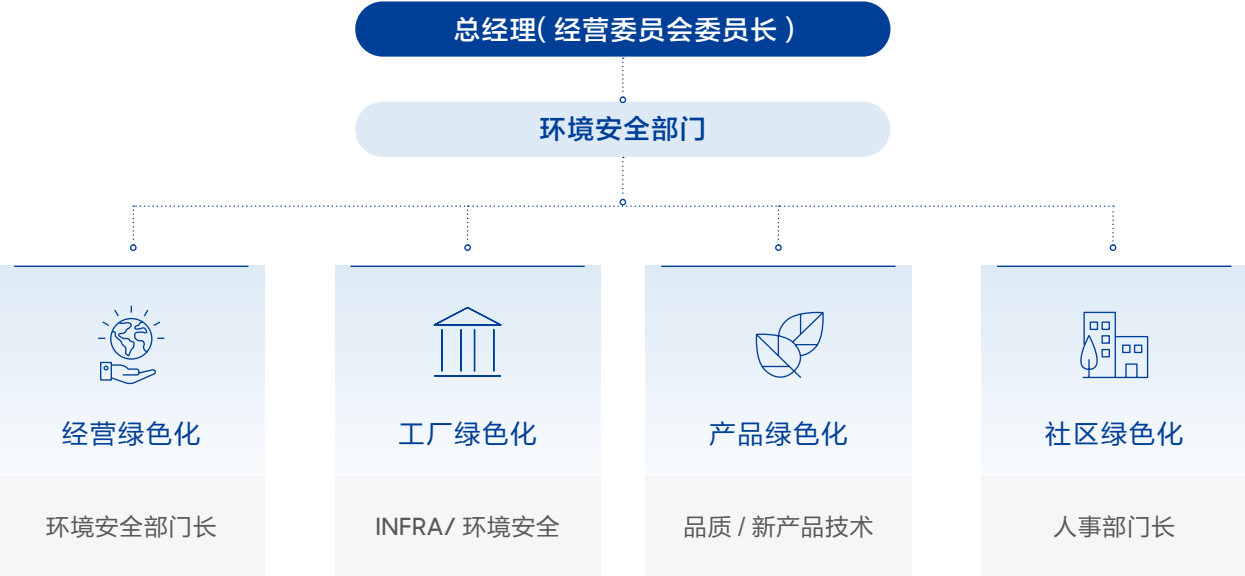 总经理( 经营委员会委员长 )
环境安全部门
经营绿色化
工厂绿色化
产品绿色化
社区绿色化
环境安全部门长
INFRA/ 环境安全
品质 / 新产品技术
人事部门长